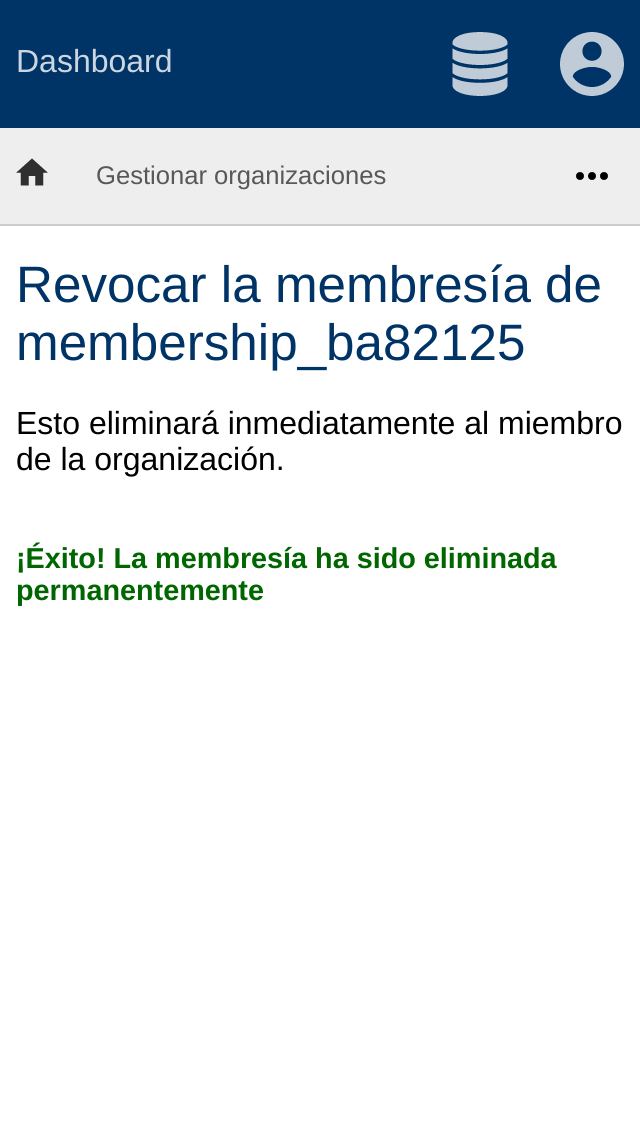 Dashboard
Gestionar organizaciones
Revocar la membresía de
membership_ba82125
Esto eliminará inmediatamente al miembro
de la organización.
¡Éxito! La membresía ha sido eliminada
permanentemente